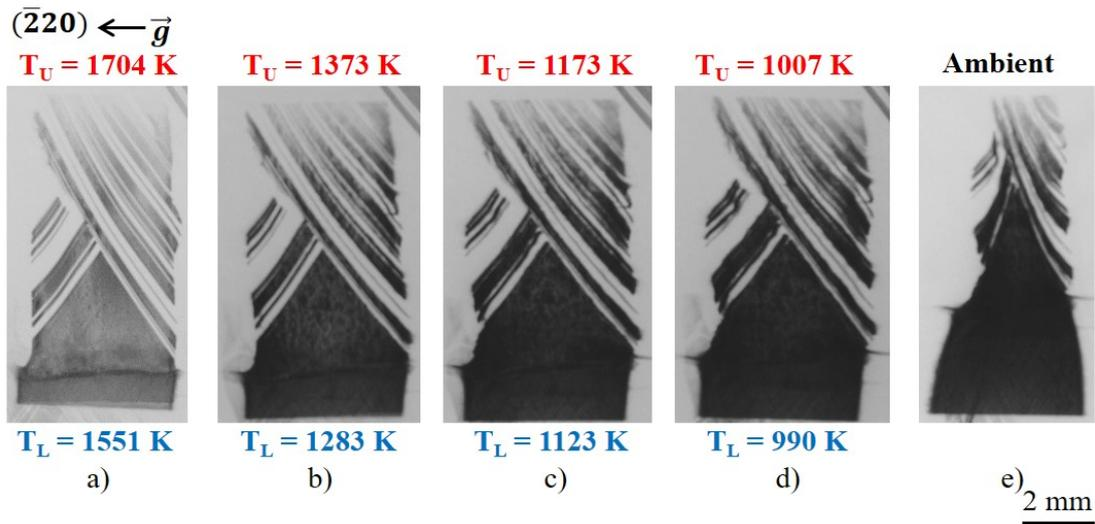 (2̅20) ← g⃗
T_U = 1704 K T_U = 1373 K T_U = 1173 K T_U = 1007 K Ambient
T_L = 1551 K T_L = 1283 K T_L = 1123 K T_L = 990 K
a) b) c) d) e)
2 mm